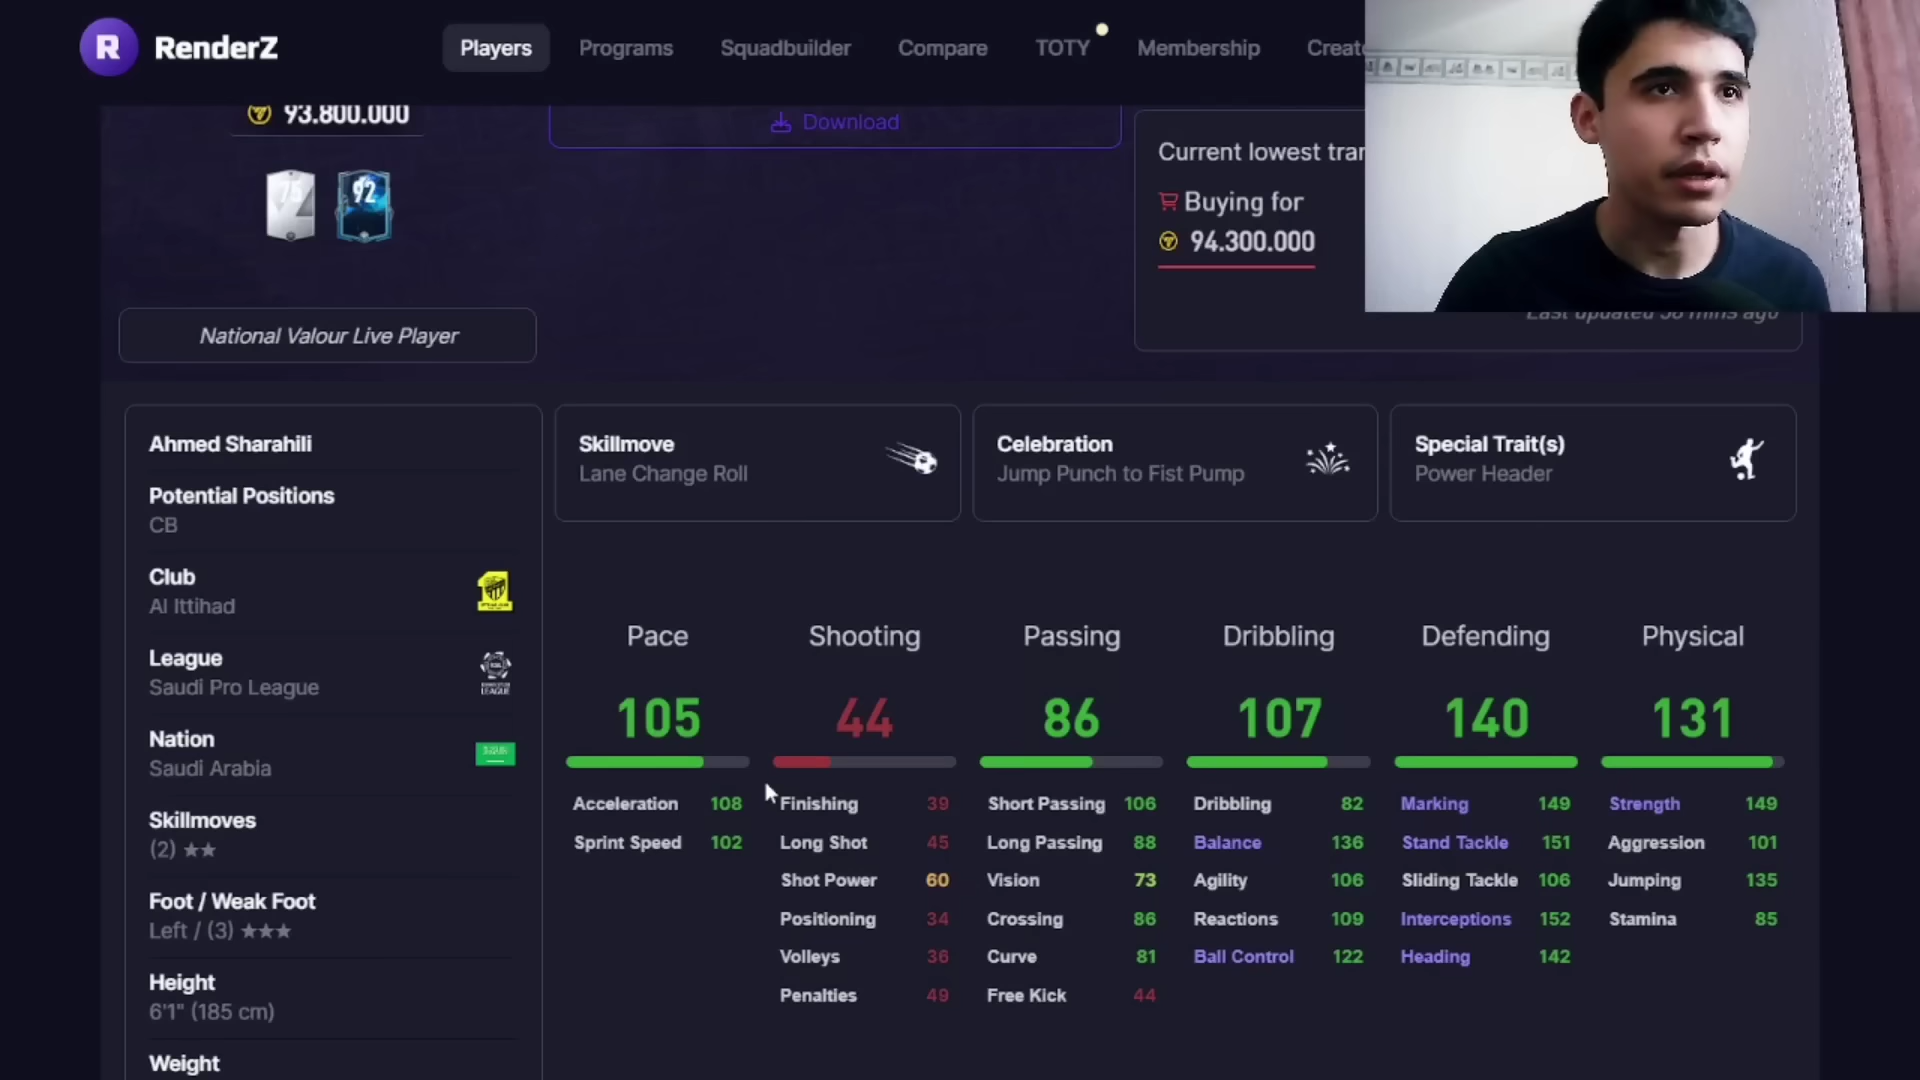 R RenderZ
Players Programs Squadbuilder Compare TOTY Membership
93.800.000
Download
92
Buying for
94.300.000
Current lowest
Last updated 58 mins ago
National Valour Live Player
Ahmed Sharahili
Potential Positions
CB
Club
Al Ittihad
League
Saudi Pro League
Nation
Saudi Arabia
Skillmoves
(2) ★★
Foot / Weak Foot
Left / (3) ★★★
Height
6'1" (185 cm)
Weight
Skillmove
Lane Change Roll
Celebration
Jump Punch to Fist Pump
Special Trait(s)
Power Header
Pace
105
Acceleration 108
Sprint Speed 102
Shooting
44
Finishing 39
Long Shot 45
Shot Power 60
Positioning 34
Volleys 36
Penalties 49
Passing
86
Short Passing 106
Long Passing 88
Vision 73
Crossing 86
Curve 81
Free Kick 44
Dribbling
107
Dribbling 82
Balance 136
Agility 106
Reactions 109
Ball Control 122
Defending
140
Marking 149
Stand Tackle 151
Sliding Tackle 106
Interceptions 152
Heading 142
Physical
131
Strength 149
Aggression 101
Jumping 135
Stamina 85